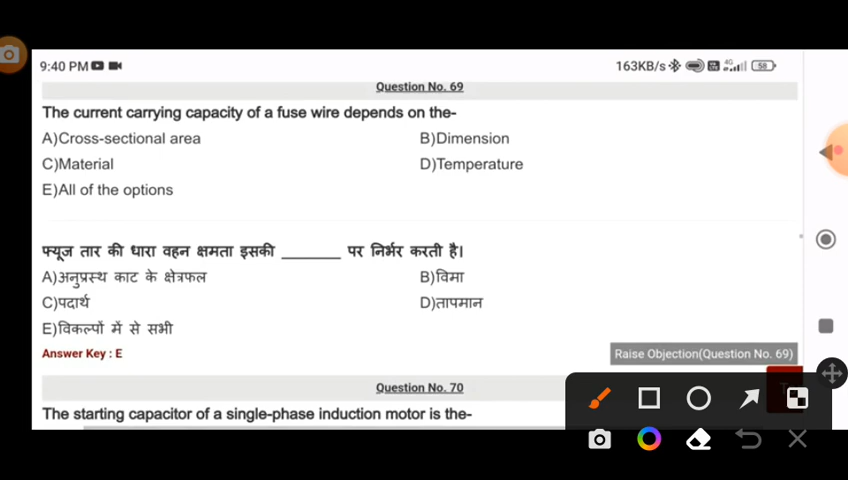 9:40 PM 163KB/s 4G 58
Question No. 69
The current carrying capacity of a fuse wire depends on the-
A)Cross-sectional area B)Dimension
C)Material D)Temperature
E)All of the options
फ्यूज तार की धारा वहन क्षमता इसकी _______ पर निर्भर करती है।
A)अनुप्रस्थ काट के क्षेत्रफल B)विमा
C)पदार्थ D)तापमान
E)विकल्पों में से सभी
Answer Key : E Raise Objection(Question No. 69)
Question No. 70
The starting capacitor of a single-phase induction motor is the-